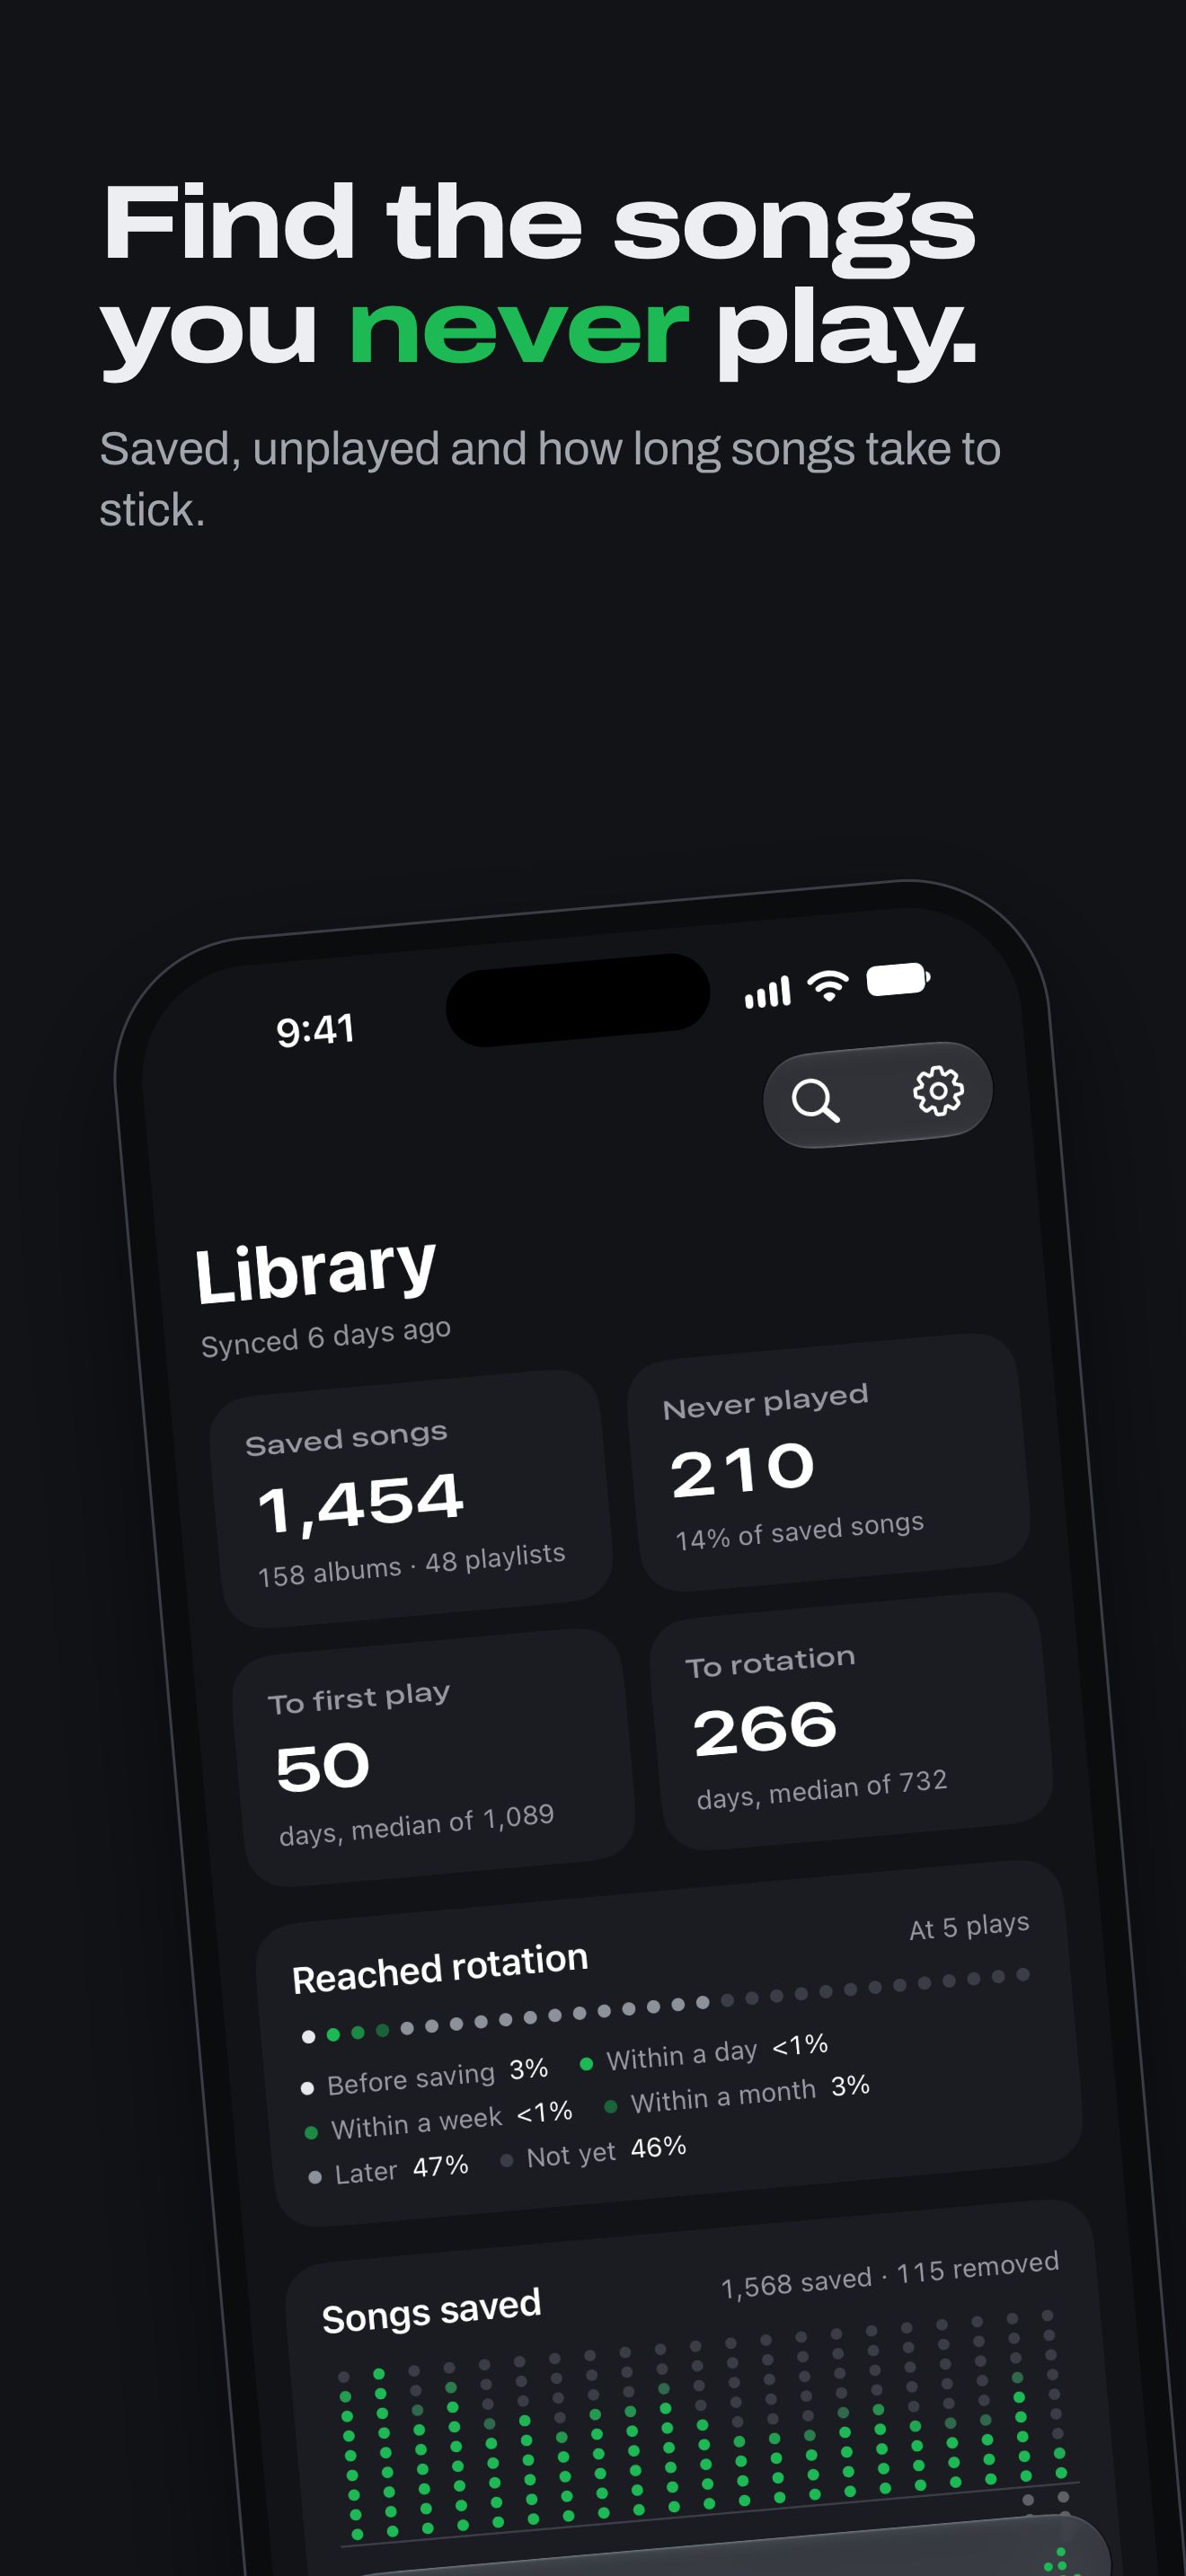 Find the songs
you never play.
Saved, unplayed and how long songs take to
stick.
9:41
Library
Synced 6 days ago
Saved songs
1,454
158 albums · 48 playlists
Never played
210
14% of saved songs
To first play
50
days, median of 1,089
To rotation
266
days, median of 732
Reached rotation
At 5 plays
Before saving 3% Within a day <1%
Within a week <1% Within a month 3%
Later 47% Not yet 46%
Songs saved
1,568 saved · 115 removed